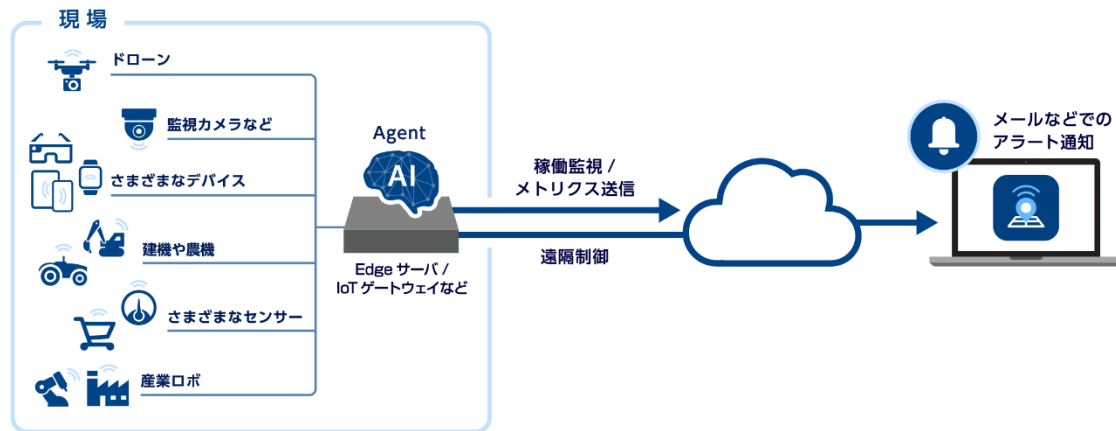 現場
ドローン
監視カメラなど
さまざまなデバイス
建機や農機
さまざまなセンサー
産業ロボ
Agent
AI
Edge サーバ /
IoT ゲートウェイなど
稼働監視 /
メトリクス送信
遠隔制御
メールなどでの
アラート通知